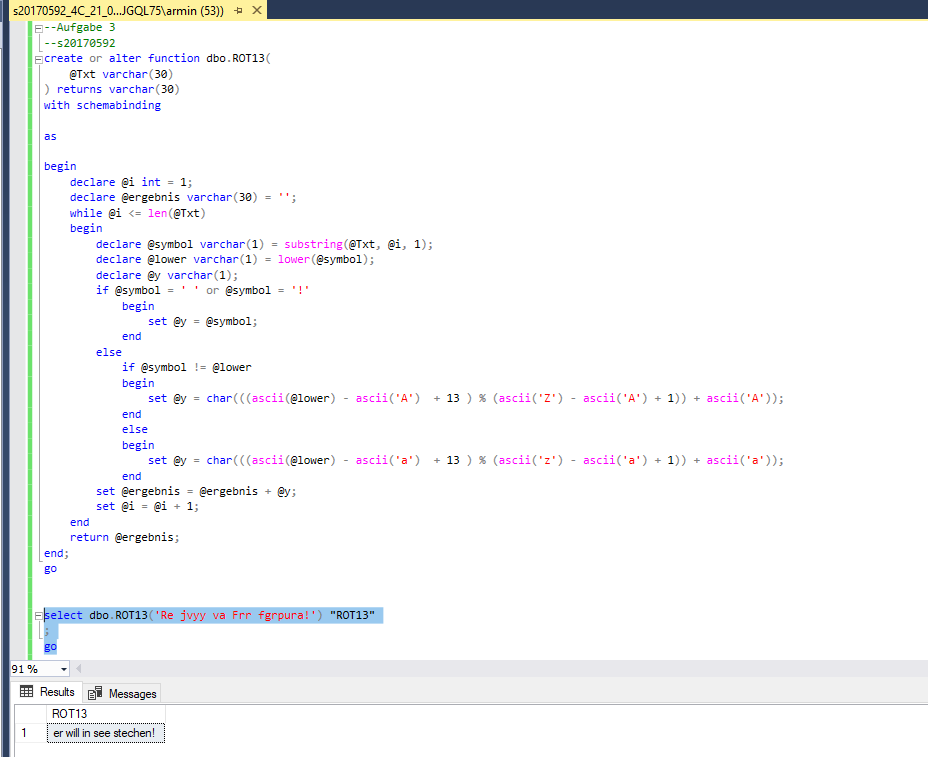 s20170592_4C_21_0...JGQL75\armin (53))
--Aufgabe 3
--s20170592
create or alter function dbo.ROT13(
    @Txt varchar(30)
) returns varchar(30)
with schemabinding
as
begin
    declare @i int = 1;
    declare @ergebnis varchar(30) = '';
    while @i <= len(@Txt)
    begin
        declare @symbol varchar(1) = substring(@Txt, @i, 1);
        declare @lower varchar(1) = lower(@symbol);
        declare @y varchar(1);
        if @symbol = ' ' or @symbol = '!'
            begin
                set @y = @symbol;
            end
        else
            if @symbol != @lower
            begin
                set @y = char(((ascii(@lower) - ascii('A')  + 13 ) % (ascii('Z') - ascii('A') + 1)) + ascii('A'));
            end
            else
            begin
                set @y = char(((ascii(@lower) - ascii('a')  + 13 ) % (ascii('z') - ascii('a') + 1)) + ascii('a'));
            end
        set @ergebnis = @ergebnis + @y;
        set @i = @i + 1;
    end
    return @ergebnis;
end;
go
select dbo.ROT13('Re jvyy va Frr fgrpura!') "ROT13"
;
go
91 %
Results Messages
ROT13
1 er will in see stechen!